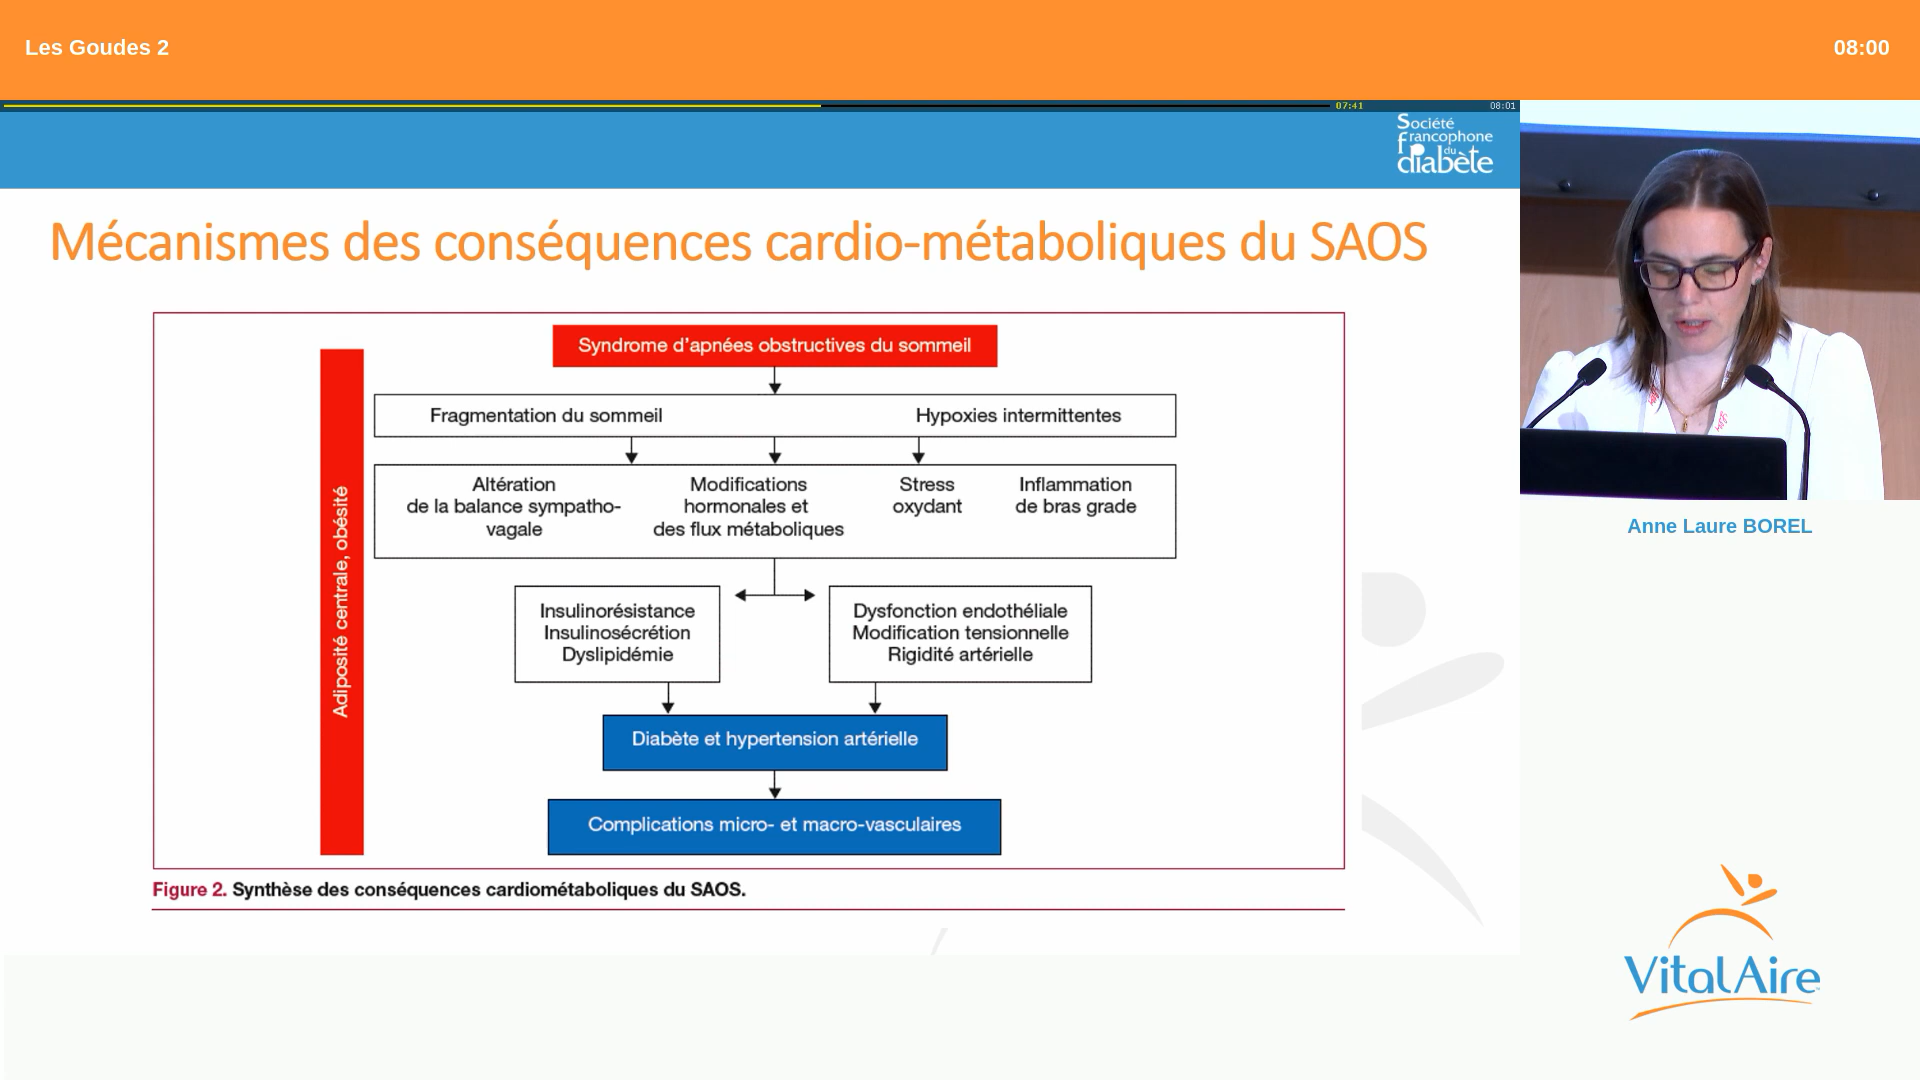 Les Goudes 2
08:00
07:41
08:01
Société
francophone
du
diabète
Mécanismes des conséquences cardio-métaboliques du SAOS
Syndrome d'apnées obstructives du sommeil
Adiposité centrale, obésité
Fragmentation du sommeil
Hypoxies intermittentes
Altération
de la balance sympatho-
vagale
Modifications
hormonales et
des flux métaboliques
Stress
oxydant
Inflammation
de bras grade
Insulinorésistance
Insulinosécrétion
Dyslipidémie
Dysfonction endothéliale
Modification tensionnelle
Rigidité artérielle
Diabète et hypertension artérielle
Complications micro- et macro-vasculaires
Figure 2. Synthèse des conséquences cardiométaboliques du SAOS.
Anne Laure BOREL
VitalAire